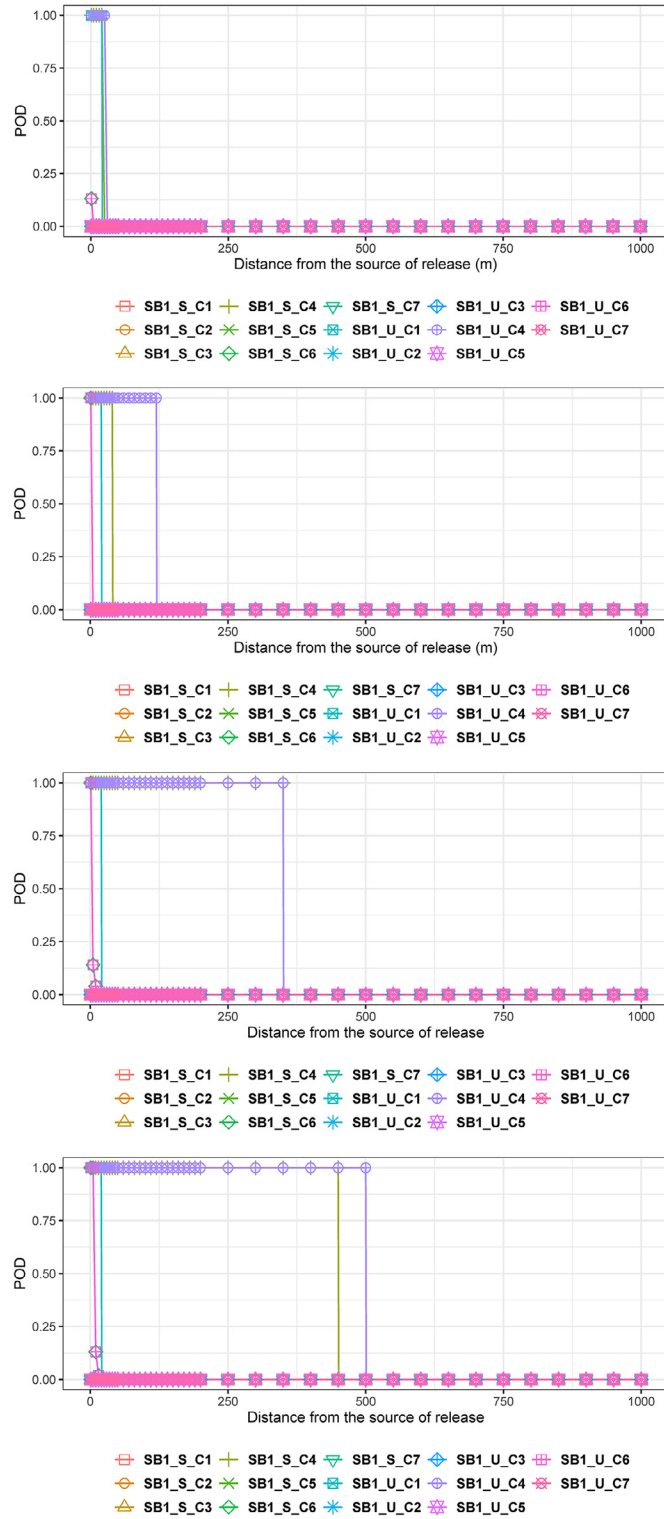 1.00
0.75
0.50
0.25
0.00
POD
0 250 500 750 1000
Distance from the source of release (m)
SB1_S_C1 SB1_S_C4 SB1_S_C7 SB1_U_C3 SB1_U_C6
SB1_S_C2 SB1_S_C5 SB1_U_C1 SB1_U_C4 SB1_U_C7
SB1_S_C3 SB1_S_C6 SB1_U_C2 SB1_U_C5
1.00
0.75
0.50
0.25
0.00
POD
0 250 500 750 1000
Distance from the source of release (m)
SB1_S_C1 SB1_S_C4 SB1_S_C7 SB1_U_C3 SB1_U_C6
SB1_S_C2 SB1_S_C5 SB1_U_C1 SB1_U_C4 SB1_U_C7
SB1_S_C3 SB1_S_C6 SB1_U_C2 SB1_U_C5
1.00
0.75
0.50
0.25
0.00
POD
0 250 500 750 1000
Distance from the source of release
SB1_S_C1 SB1_S_C4 SB1_S_C7 SB1_U_C3 SB1_U_C6
SB1_S_C2 SB1_S_C5 SB1_U_C1 SB1_U_C4 SB1_U_C7
SB1_S_C3 SB1_S_C6 SB1_U_C2 SB1_U_C5
1.00
0.75
0.50
0.25
0.00
POD
0 250 500 750 1000
Distance from the source of release
SB1_S_C1 SB1_S_C4 SB1_S_C7 SB1_U_C3 SB1_U_C6
SB1_S_C2 SB1_S_C5 SB1_U_C1 SB1_U_C4 SB1_U_C7
SB1_S_C3 SB1_S_C6 SB1_U_C2 SB1_U_C5